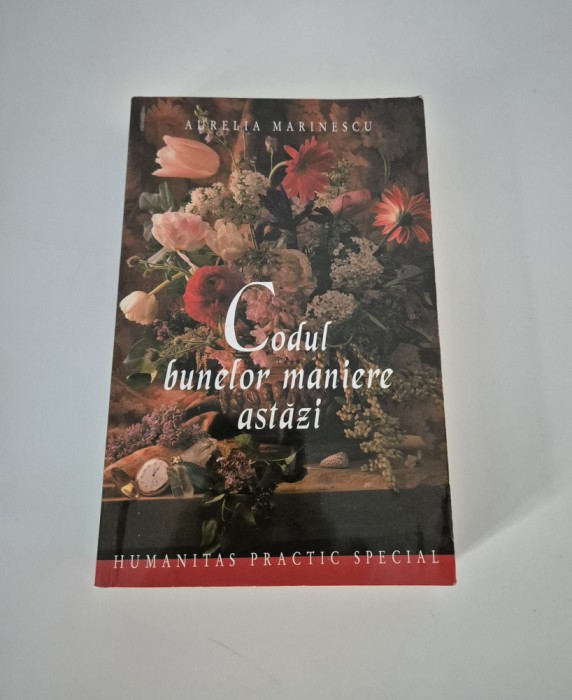 AURELIA MARINESCU
Codul
bunelor maniere
astăzi
HUMANITAS PRACTIC SPECIAL